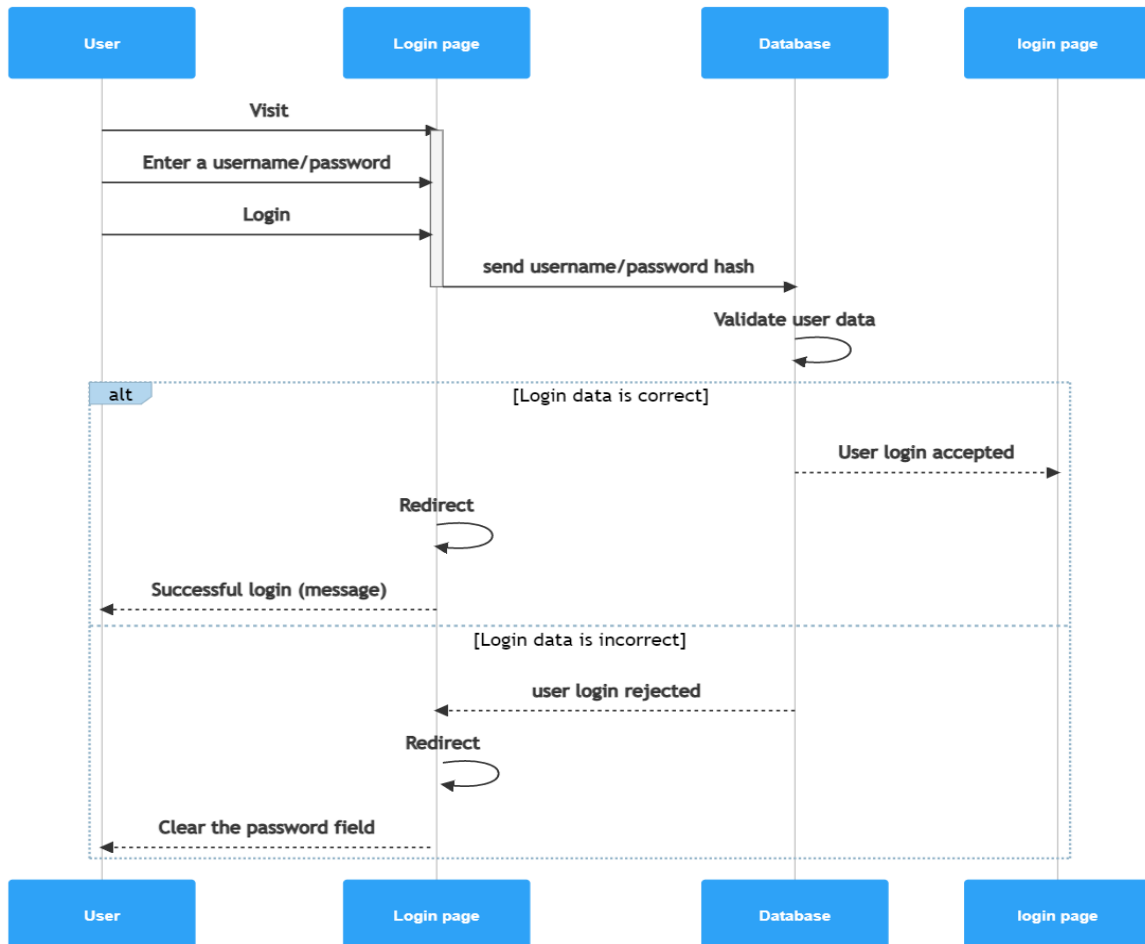 User
Login page
Database
login page
Visit
Enter a username/password
Login
send username/password hash
Validate user data
alt
[Login data is correct]
User login accepted
Redirect
Successful login (message)
[Login data is incorrect]
user login rejected
Redirect
Clear the password field
User
Login page
Database
login page